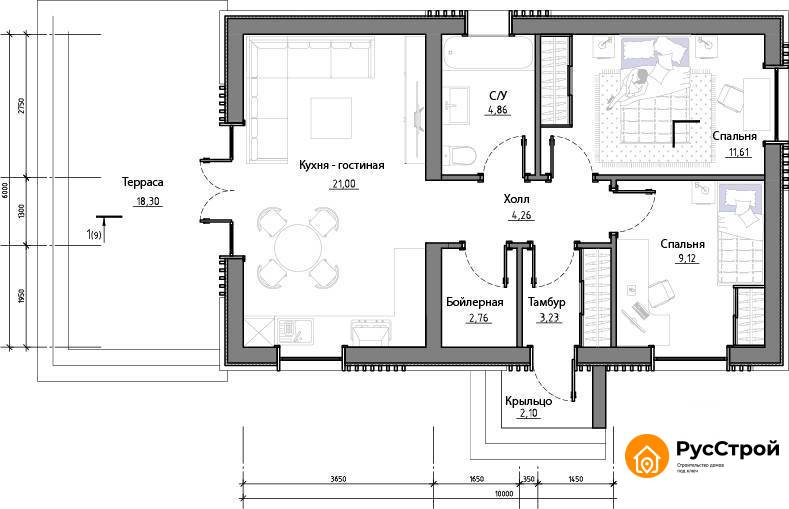 С/У
4,86
Спальня
11,61
Кухня - гостиная
21,00
Терраса
18,30
1(9)
Холл
4,26
Спальня
9,12
Бойлерная
2,76
Тамбур
3,23
Крыльцо
2,10
2750
1300
1950
6000
3650
1650
350
1450
10000
РусСтрой
Строительство домов
под ключ